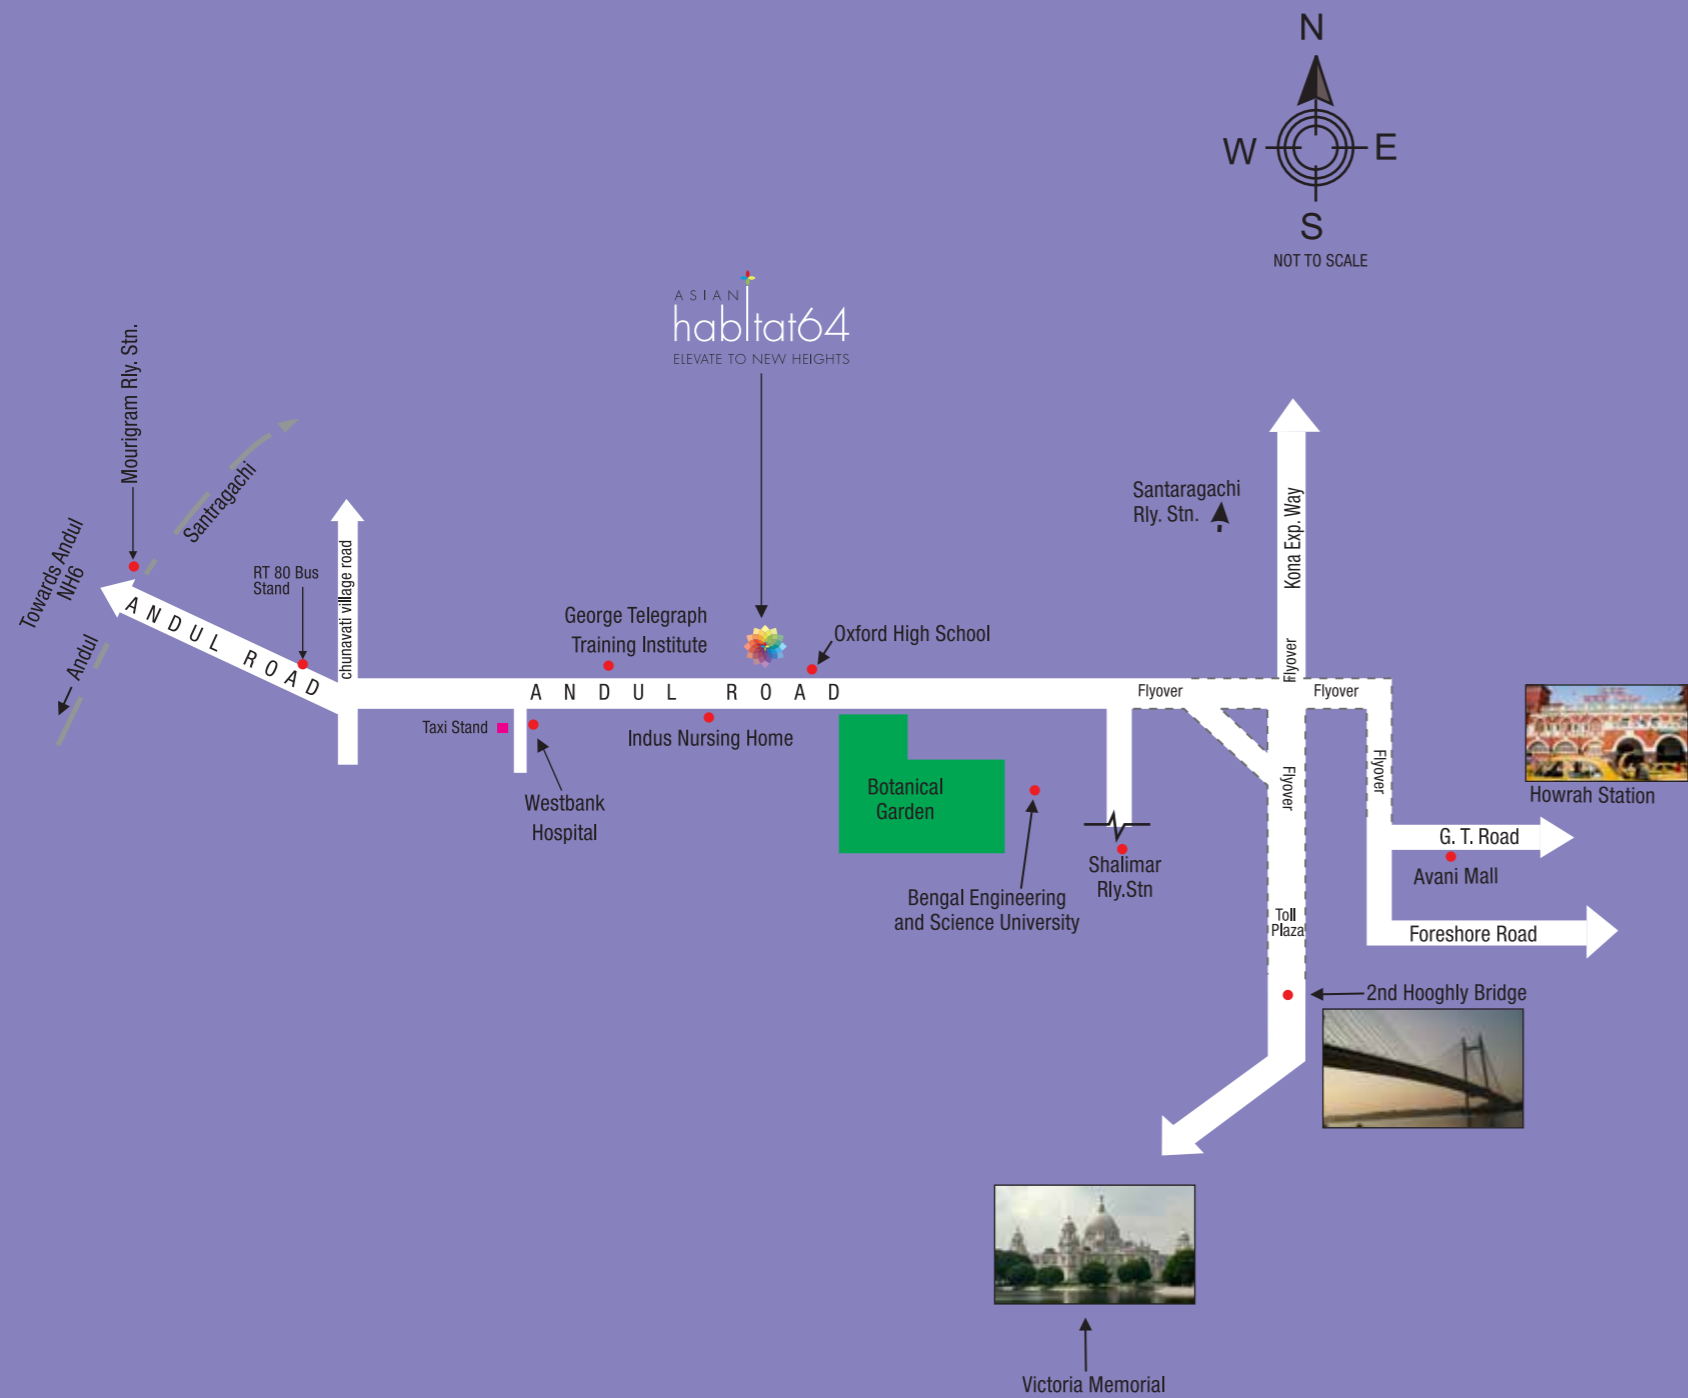 N
W
E
S
NOT TO SCALE
ASIAN
habitat64
ELEVATE TO NEW HEIGHTS
Mourigram Rly. Stn.
Santragachi
Towards Andul
NH6
Andul
ANDUL ROAD
RT 80 Bus
Stand
chunavati village road
George Telegraph
Training Institute
Oxford High School
ANDUL ROAD
Taxi Stand
Westbank
Hospital
Indus Nursing Home
Botanical
Garden
Bengal Engineering
and Science University
Shalimar
Rly.Stn
Santaragachi
Rly. Stn.
Kona Exp. Way
Flyover
Flyover
Flyover
Flyover
Flyover
Toll
Plaza
Howrah Station
G. T. Road
Avani Mall
Foreshore Road
2nd Hooghly Bridge
Victoria Memorial